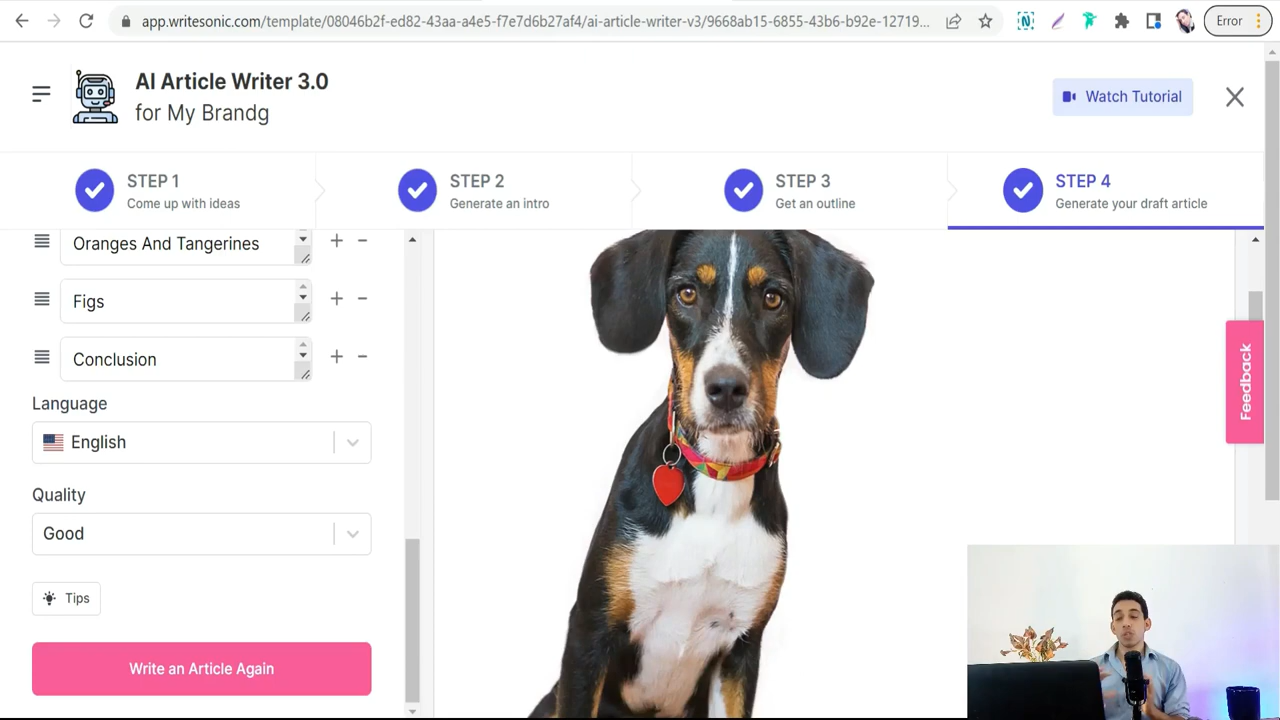 app.writesonic.com/template/08046b2f-ed82-43aa-a4e5-f7e7d6b27af4/ai-article-writer-v3/9668ab15-6855-43b6-b92e-12719...
Error
AI Article Writer 3.0
for My Brandg
Watch Tutorial
STEP 1
Come up with ideas
STEP 2
Generate an intro
STEP 3
Get an outline
STEP 4
Generate your draft article
Oranges And Tangerines
Figs
Conclusion
Language
English
Quality
Good
Tips
Write an Article Again
Feedback